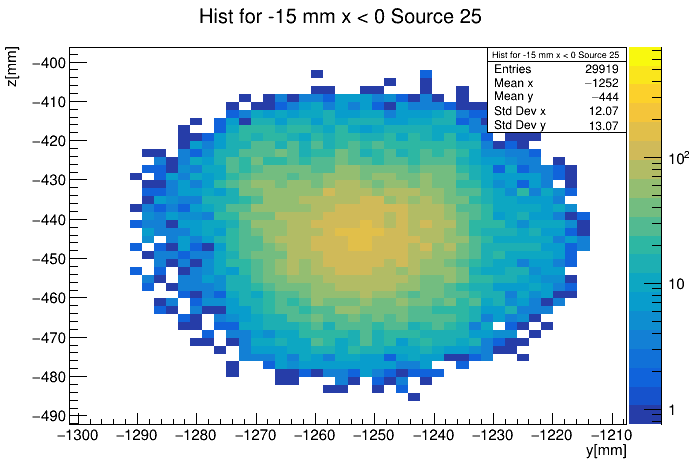 Hist for -15 mm x < 0 Source 25
z[mm]
Hist for -15 mm x < 0 Source 25
Entries 29919
Mean x −1252
Mean y −444
Std Dev x 12.07
Std Dev y 13.07
−400
−410
−420
−430
−440
−450
−460
−470
−480
−490
10²
10
1
−1300 −1290 −1280 −1270 −1260 −1250 −1240 −1230 −1220 −1210
y[mm]